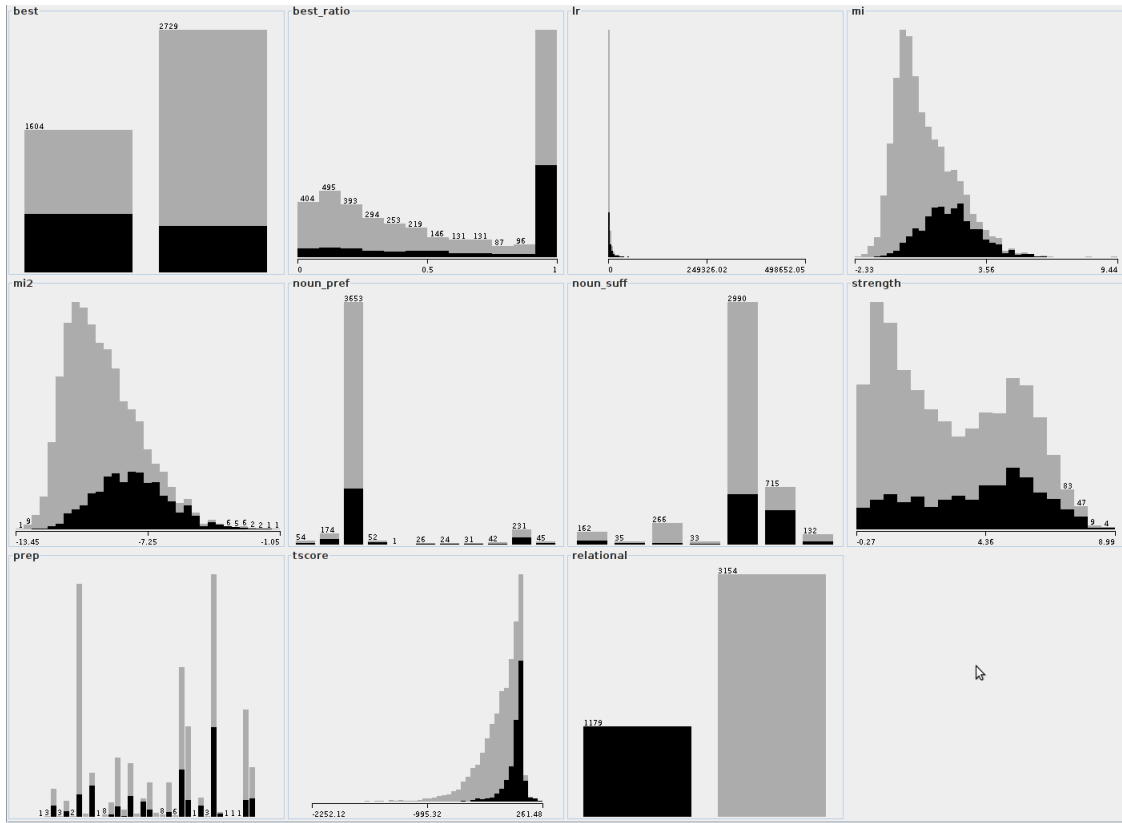 best
2729
1604
best_ratio
404 495 393 294 253 219 146 131 131 87 96
0 0.5 1
lr
0 249326.02 498652.05
mi
-2.33 3.56 9.44
mi2
1 9 6 5 6 2 2 1 1
-13.45 -7.25 -1.05
noun_pref
3653
54 174 52 1 26 24 31 42 231 45
noun_suff
2990
162 35 266 33 715 132
strength
83 47 9 4
-0.27 4.36 8.99
prep
1 3 3 2 1 8 8 6 1 3 1 1 1
tscore
-2252.12 -995.32 261.48
relational
3154
1179